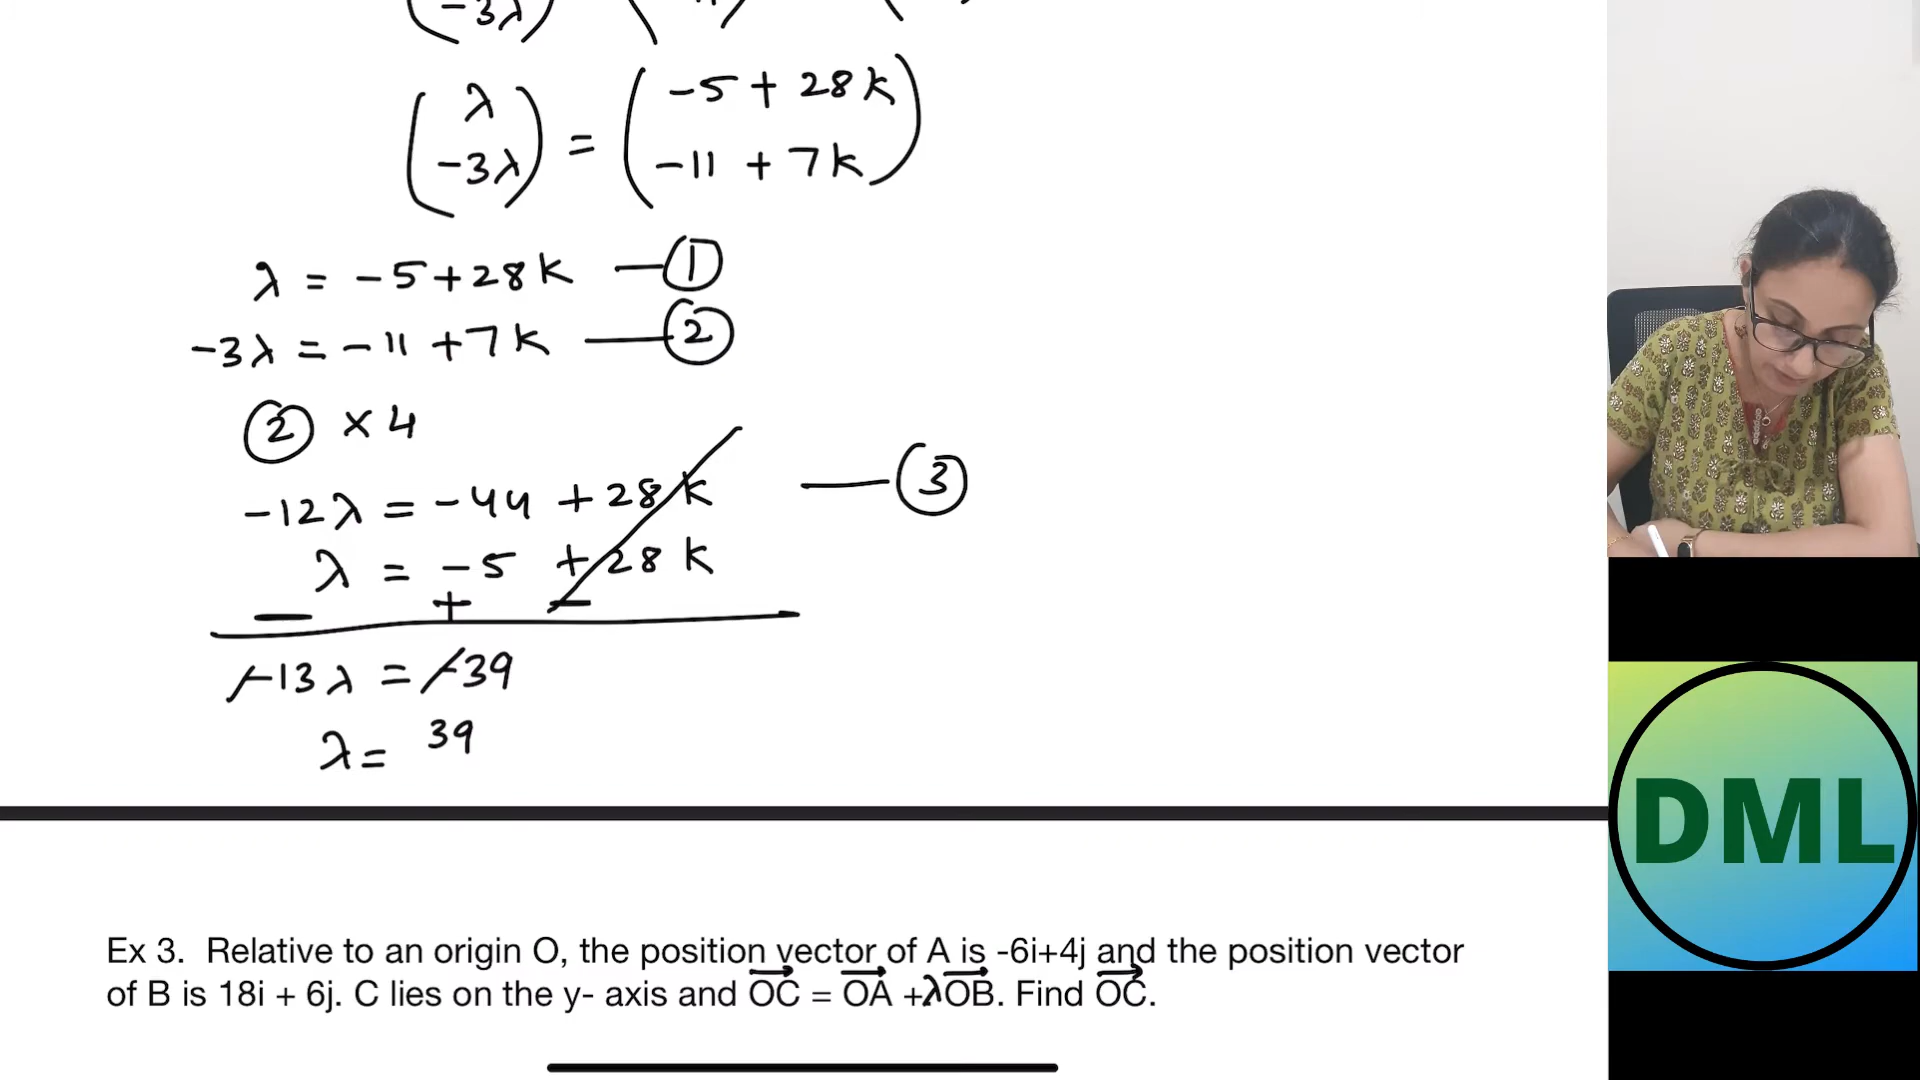 -3λ
λ
-3λ
=
-5 + 28k
-11 + 7k
λ = -5 + 28k — ①
-3λ = -11 + 7k — ②
② × 4
-12λ = -44 + 28k — ③
λ = -5 + 28k
— + —
-13λ = -39
λ = 39
Ex 3. Relative to an origin O, the position vector of A is -6i+4j and the position vector
of B is 18i + 6j. C lies on the y- axis and OC = OA +λOB. Find OC.
DML